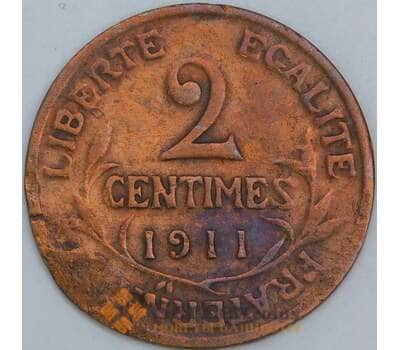 LIBERTE EGALITE
2
CENTIMES
1911